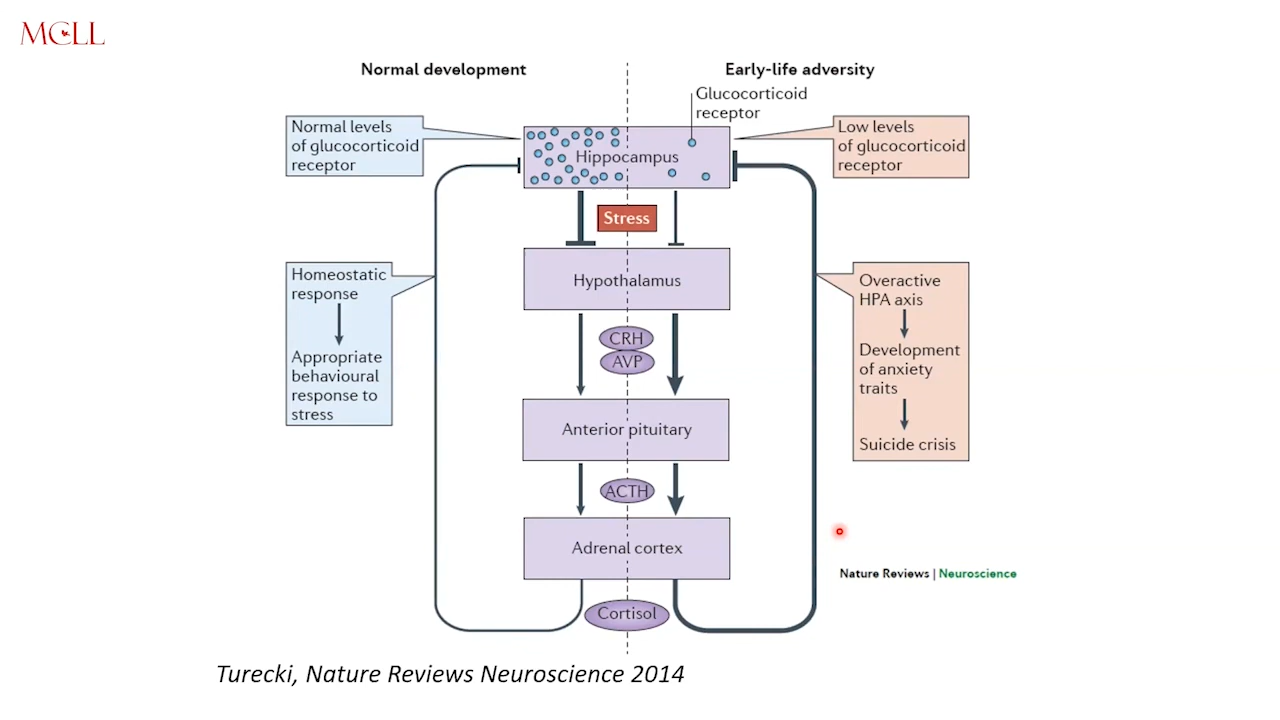 MCLL
Normal development
Early-life adversity
Glucocorticoid
receptor
Normal levels
of glucocorticoid
receptor
Hippocampus
Low levels
of glucocorticoid
receptor
Stress
Homeostatic
response
Appropriate
behavioural
response to
stress
Hypothalamus
Overactive
HPA axis
Development
of anxiety
traits
Suicide crisis
CRH
AVP
Anterior pituitary
ACTH
Adrenal cortex
Nature Reviews | Neuroscience
Cortisol
Turecki, Nature Reviews Neuroscience 2014